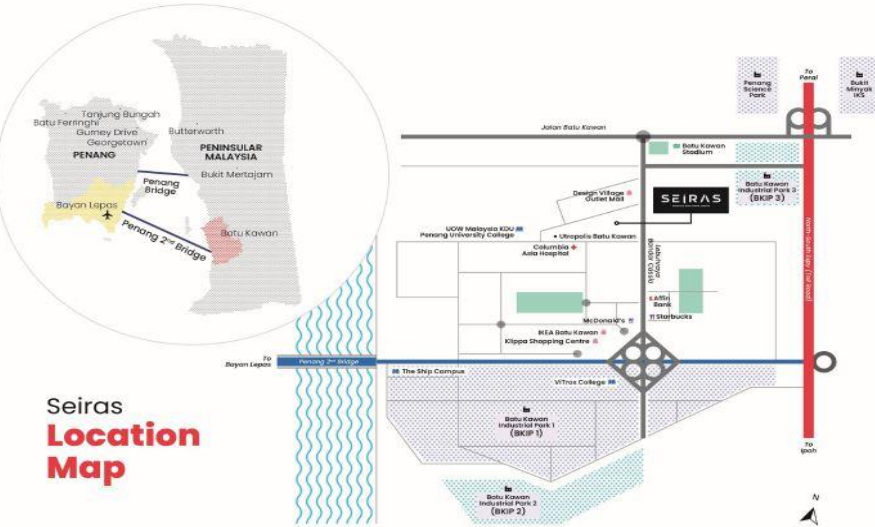 Tanjung Bungah
Batu Ferringhi
Gurney Drive
Georgetown
PENANG
Butterworth
PENINSULAR
MALAYSIA
Bukit Mertajam
Penang
Bridge
Bayan Lepas
Penang 2nd Bridge
Batu Kawan
Seiras
Location
Map
To
Bayan Lepas
Penang 2nd Bridge
Penang
Science
Park
To
Perai
Bukit
Minyak
IKS
Jalan Batu Kawan
Batu Kawan
Stadium
Batu Kawan
Industrial Park 3
(BKIP 3)
Design Village
Outlet Mall
SEIRAS
UOW Malaysia KDU
Penang University College
Utropolis Batu Kawan
Columbia
Asia Hospital
Lebuhraya
Bandar Cassia
Affin
Bank
Starbucks
McDonald's
IKEA Batu Kawan
Klippa Shopping Centre
The Ship Campus
ViTrox College
Batu Kawan
Industrial Park 1
(BKIP 1)
Batu Kawan
Industrial Park 2
(BKIP 2)
To
Ipoh
N